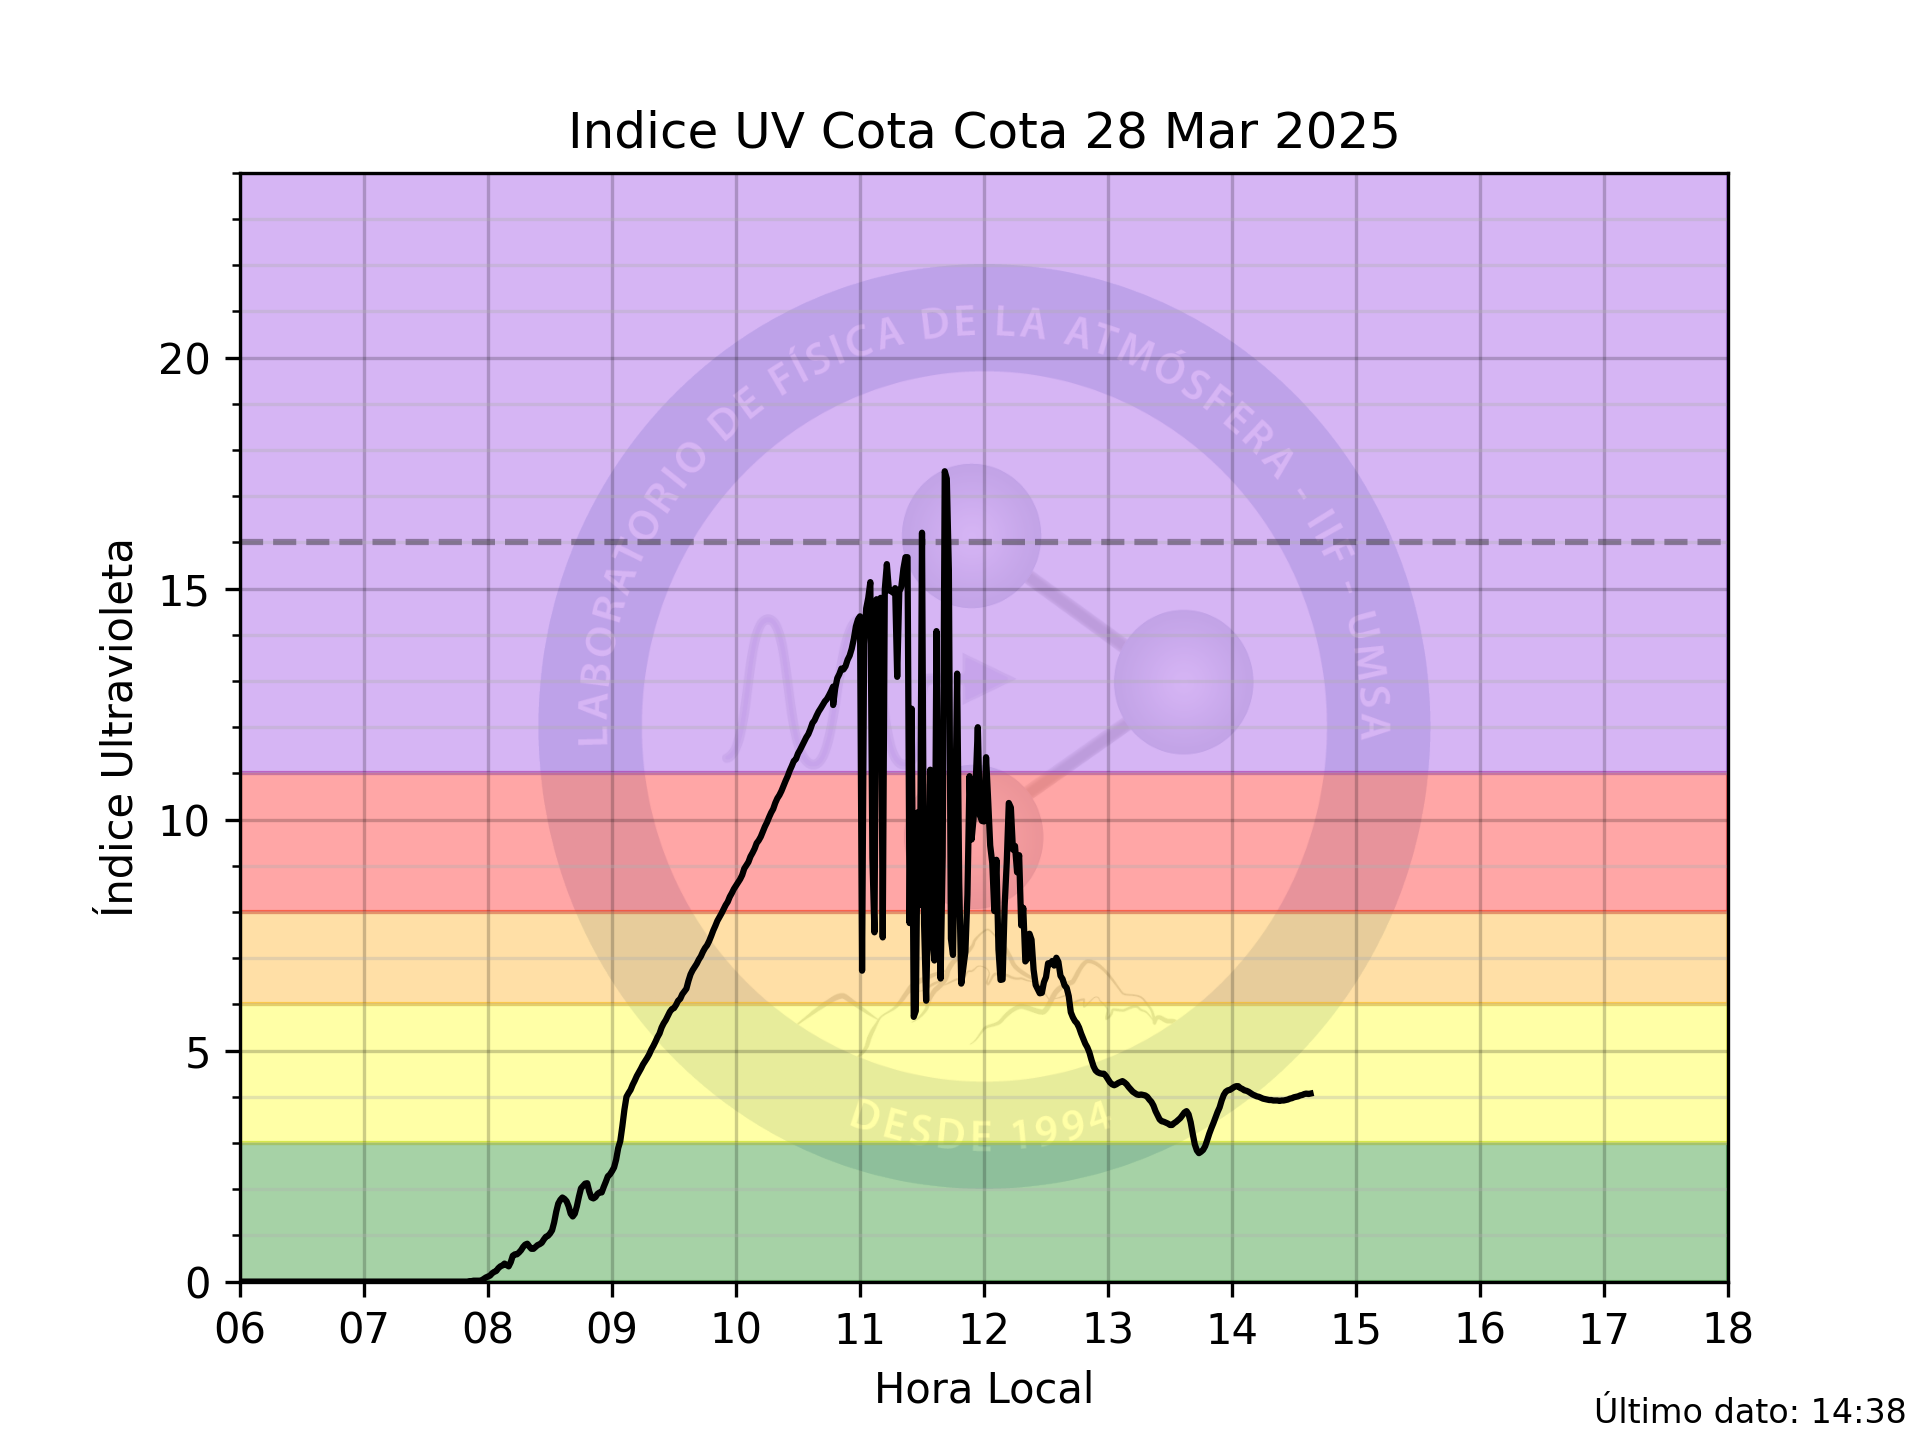 Indice UV Cota Cota 28 Mar 2025
LABORATORIO DE FÍSICA DE LA ATMÓSFERA - IIF - UMSA
DESDE 1994
Índice Ultravioleta
20
15
10
5
0
06 07 08 09 10 11 12 13 14 15 16 17 18
Hora Local
Último dato: 14:38